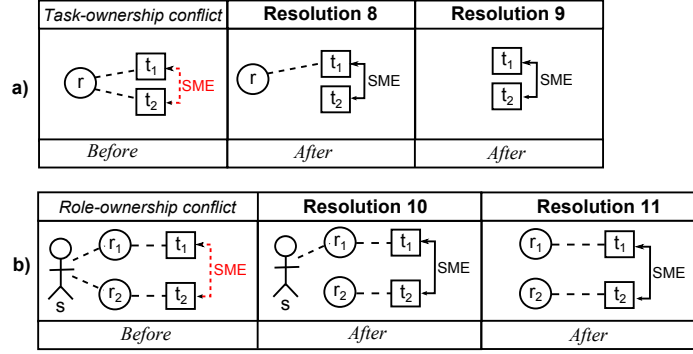 a)
Task-ownership conflict Resolution 8 Resolution 9
r t1 t2 SME
r t1 t2 SME
t1 t2 SME
Before After After
b)
Role-ownership conflict Resolution 10 Resolution 11
s r1 t1 r2 t2 SME
s r1 t1 r2 t2 SME
r1 t1 r2 t2 SME
Before After After